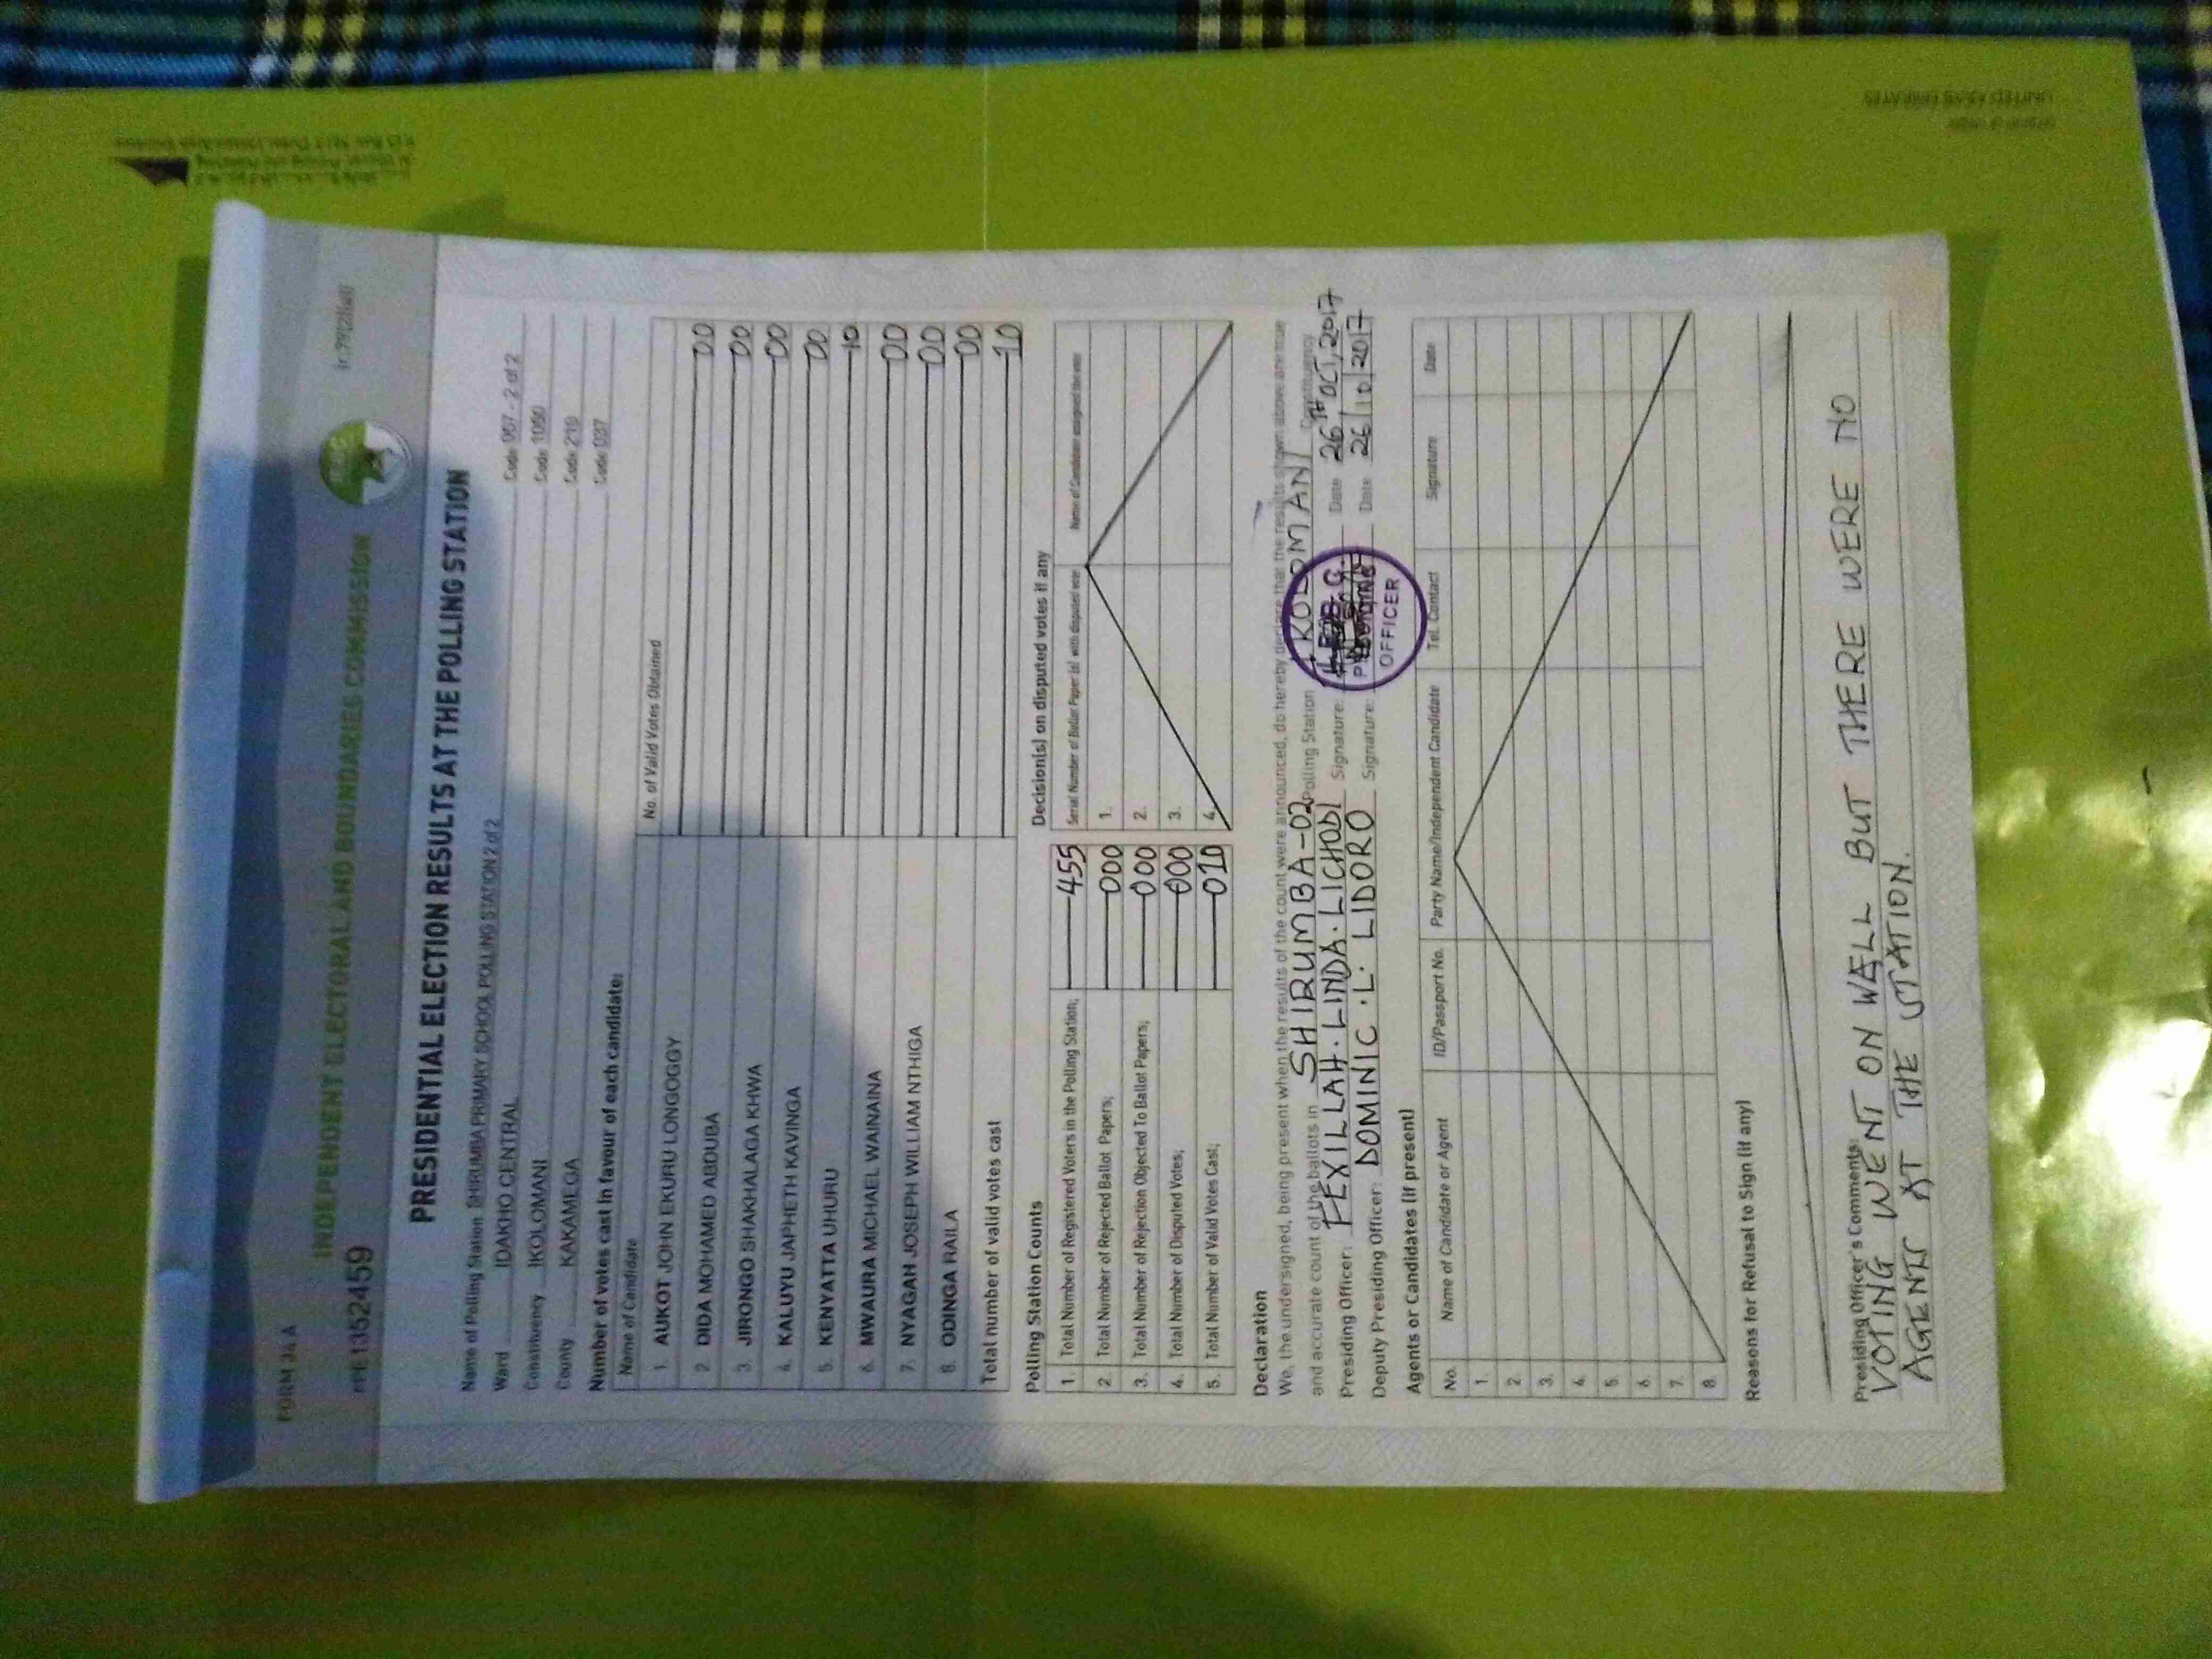 FORM 34 A
INDEPENDENT ELECTORAL AND BOUNDARIES COMMISSION
PRE1352459
PRESIDENTIAL ELECTION RESULTS AT THE POLLING STATION
Name of Polling Station SHIRUMBA PRIMARY SCHOOL POLLING STATION 2 of 2 Code 057 - 2 of 2
Ward IDAKHO CENTRAL Code 1050
Constituency IKOLOMANI Code 210
County KAKAMEGA Code 037
Number of votes cast in favour of each candidate:
Name of Candidate No. of Valid Votes Obtained
1. AUKOT JOHN EKURU LONGOGGY 00
2. DIDA MOHAMED ABDUBA 00
3. JIRONGO SHAKHALAGA KHWA 00
4. KALUYU JAPHETH KAVINGA 00
5. KENYATTA UHURU 10
6. MWAURA MICHAEL WAINAINA 00
7. NYAGAH JOSEPH WILLIAM NTHIGA 00
8. ODINGA RAILA 00
Total number of valid votes cast 10
Polling Station Counts
1. Total Number of Registered Voters in the Polling Station; 455
2. Total Number of Rejected Ballot Papers; 000
3. Total Number of Rejection Objected To Ballot Papers; 000
4. Total Number of Disputed Votes; 000
5. Total Number of Valid Votes Cast; 010
Decision(s) on disputed votes if any
Serial Number of Ballot Paper (s) with disputed vote Name of Candidate assigned the vote
1.
2.
3.
4.
Declaration
We, the undersigned, being present when the results of the count were announced, do hereby declare that the results shown above are true
and accurate count of the ballots in SHIRUMBA-02 Polling Station IKOLOMANI Constituency
Presiding Officer: FEXILLAH. LINDA. LICHODI Signature: Date 26TH OCT, 2017
Deputy Presiding Officer: DOMINIC .L. LIDORO Signature: Date 26/10/2017
OFFICER
Agents or Candidates (if present)
No. Name of Candidate or Agent ID/Passport No. Party Name/Independent Candidate Tel. Contact Signature Date
1.
2.
3.
4.
5.
6.
7.
8.
Reasons for Refusal to Sign (if any)
Presiding Officer's Comments:
VOTING WENT ON WELL BUT THERE WERE NO
AGENTS AT THE STATION.
UNITED ARAB EMIRATES